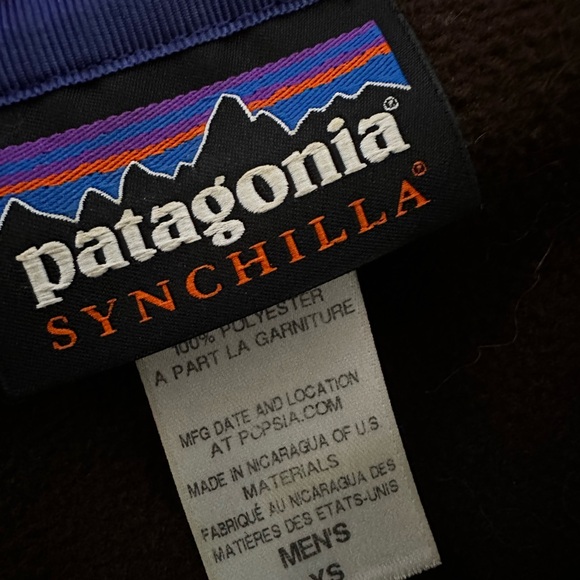 patagonia®
SYNCHILLA®
100% POLYESTER
A PART LA GARNITURE
MFG DATE AND LOCATION
AT POPSIA.COM
MADE IN NICARAGUA OF U.S.
MATERIALS
FABRIQUÉ AU NICARAGUA DES
MATIÈRES DES ETATS-UNIS
MEN'S
XS